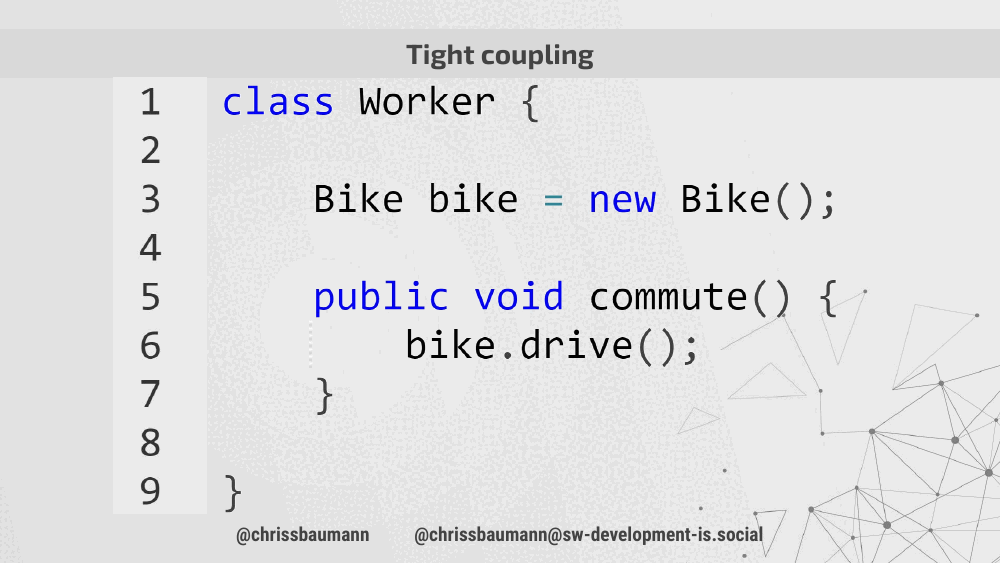 Tight coupling
1 class Worker {
2
3     Bike bike = new Bike();
4
5     public void commute() {
6         bike.drive();
7     }
8
9 }
@chrissbaumann @chrissbaumann@sw-development-is.social